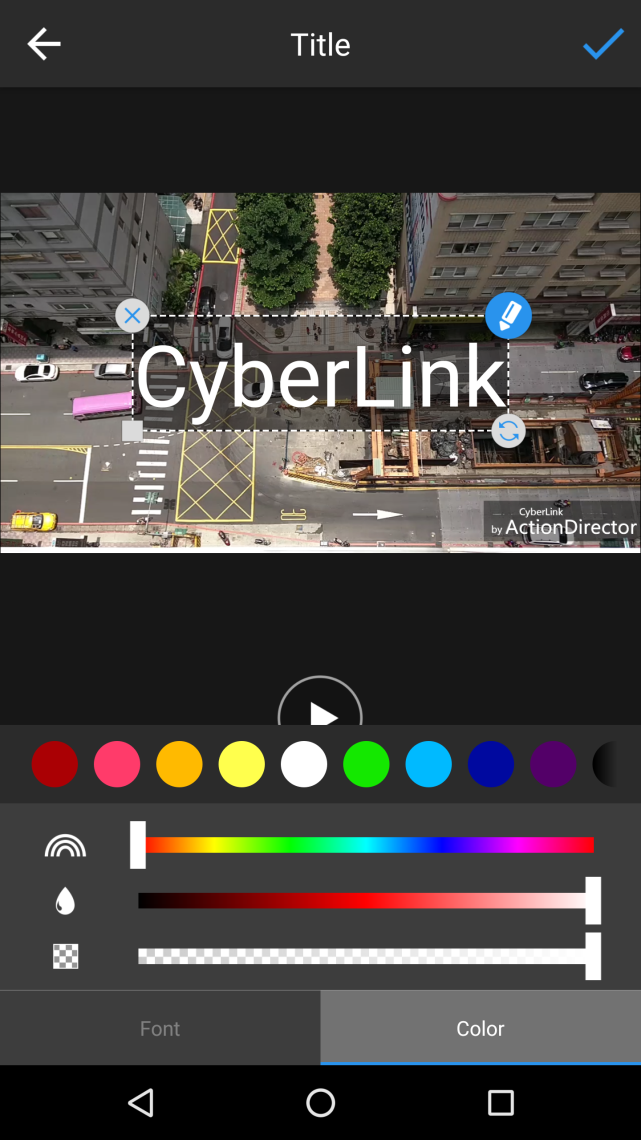 Title
CyberLink
CyberLink
by ActionDirector
Font
Color